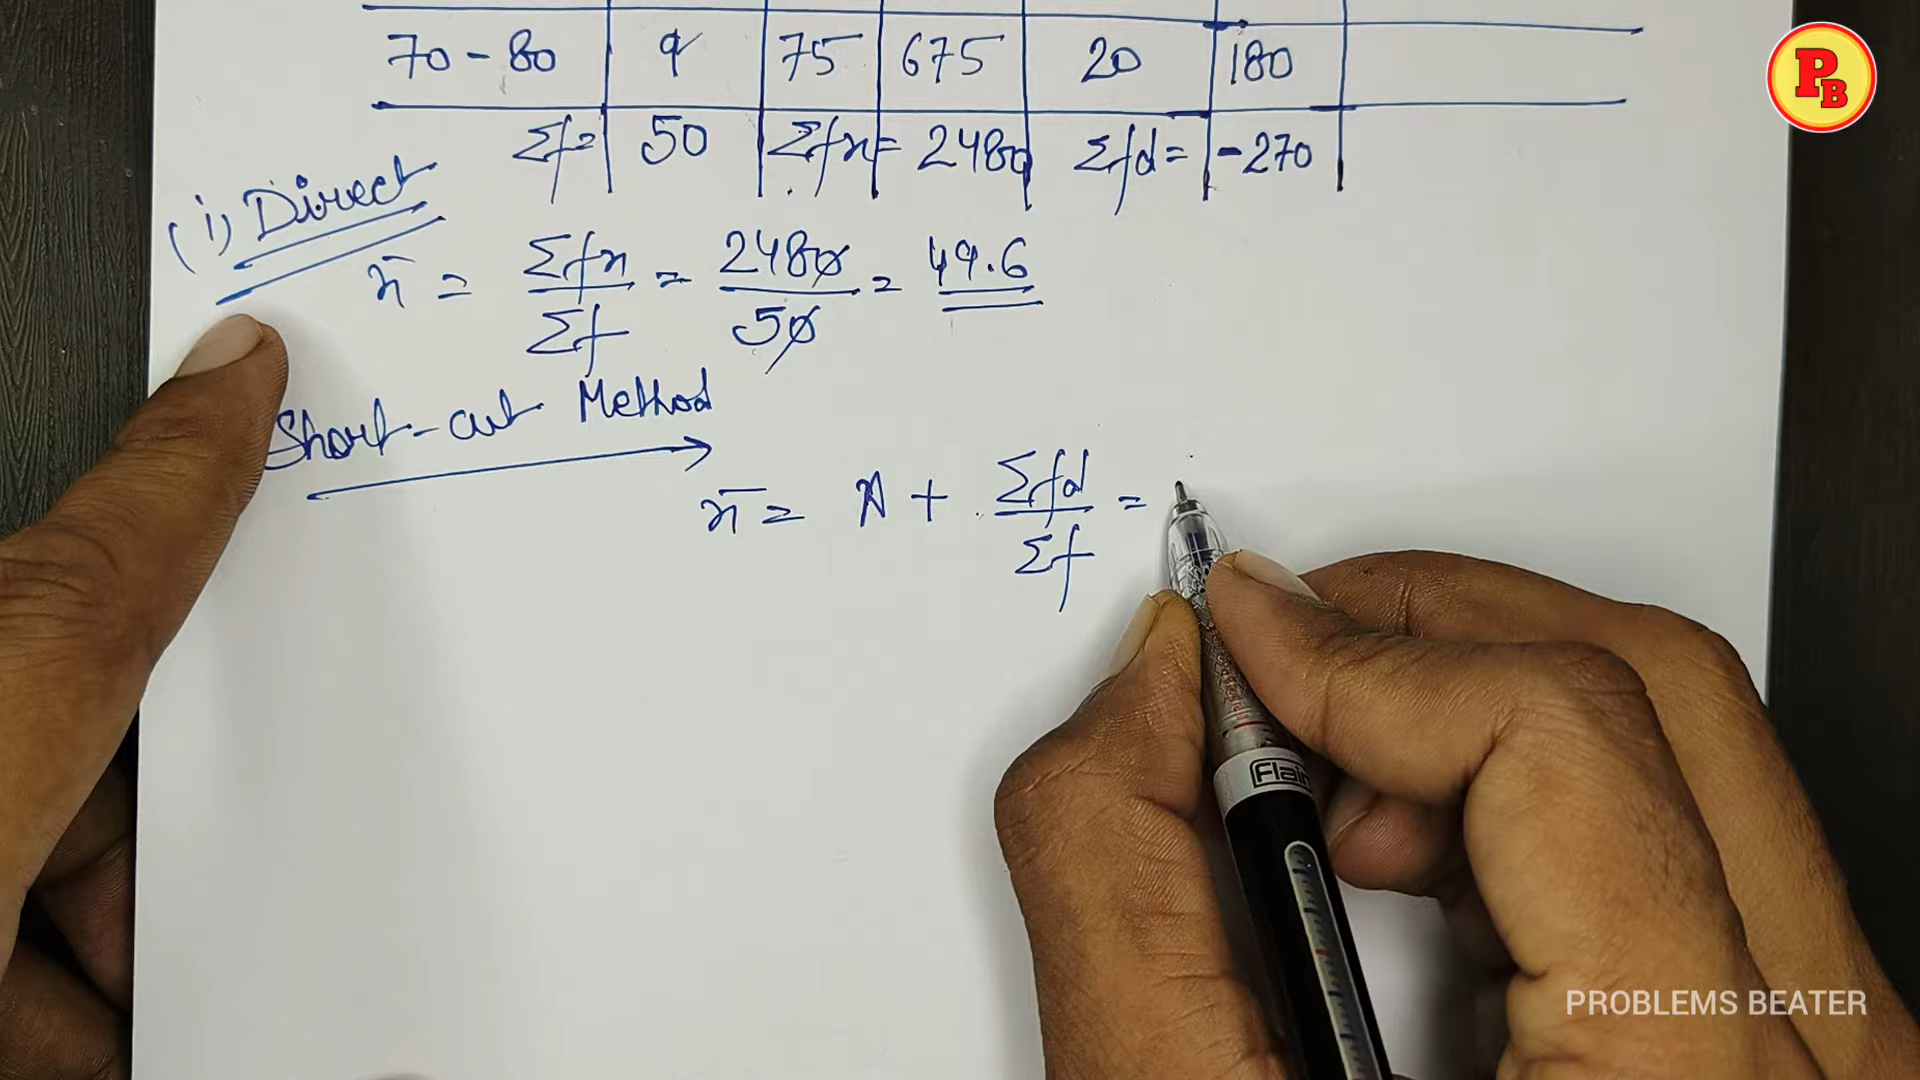 70 - 80 9 75 675 20 180
Σf= 50 Σfx= 2480 Σfd= -270
(i) Direct
x̄ = Σfx/Σf = 2480/50 = 49.6
Short-cut Method
x̄ = A + Σfd/Σf =
Flair
PB
PROBLEMS BEATER